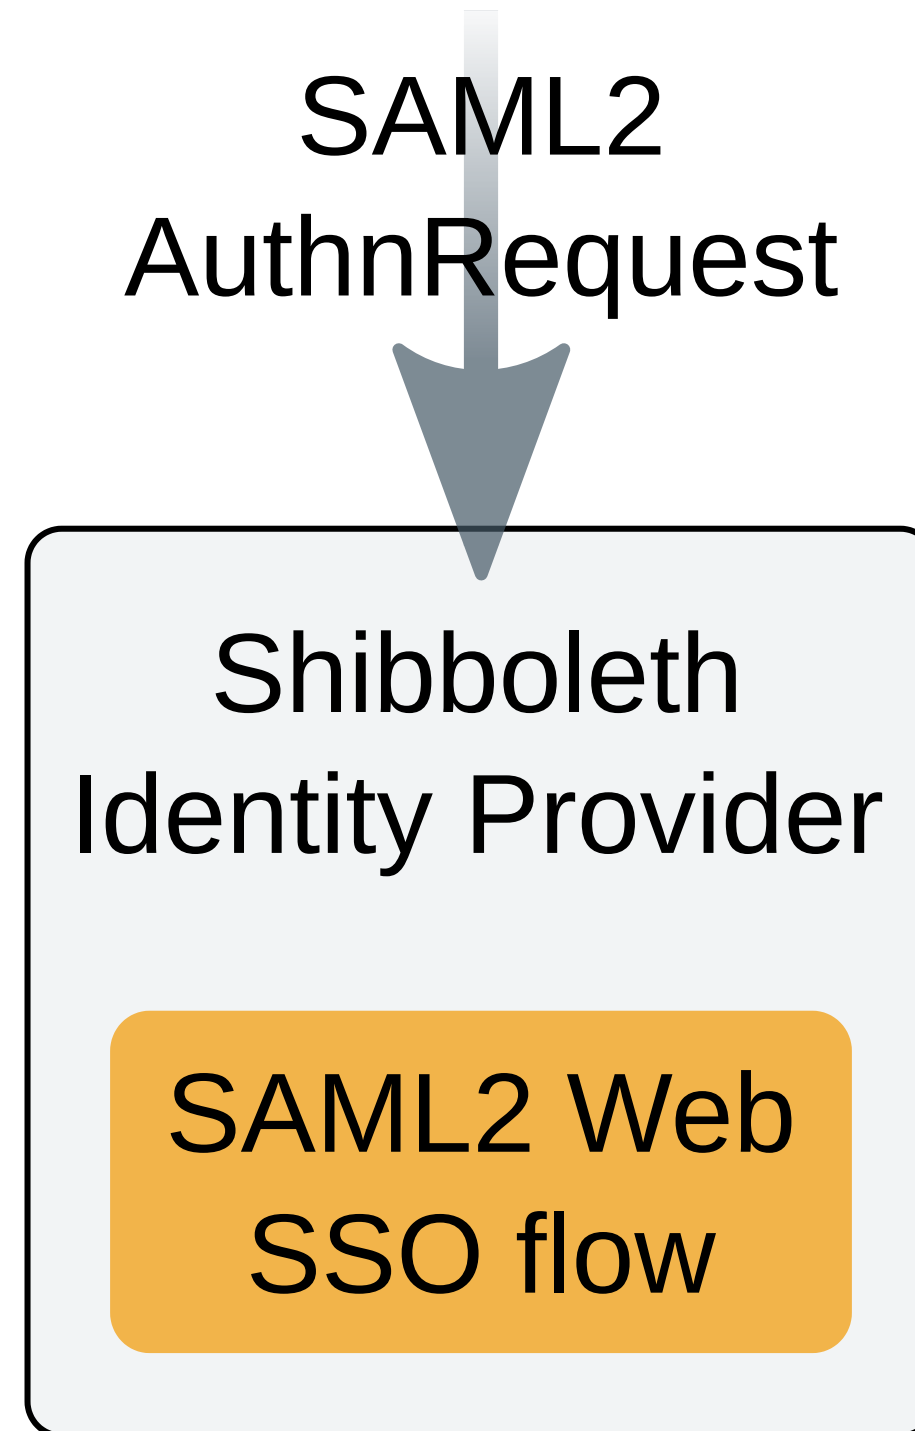 SAML2
AuthnRequest
Shibboleth
Identity Provider
SAML2 Web
SSO flow